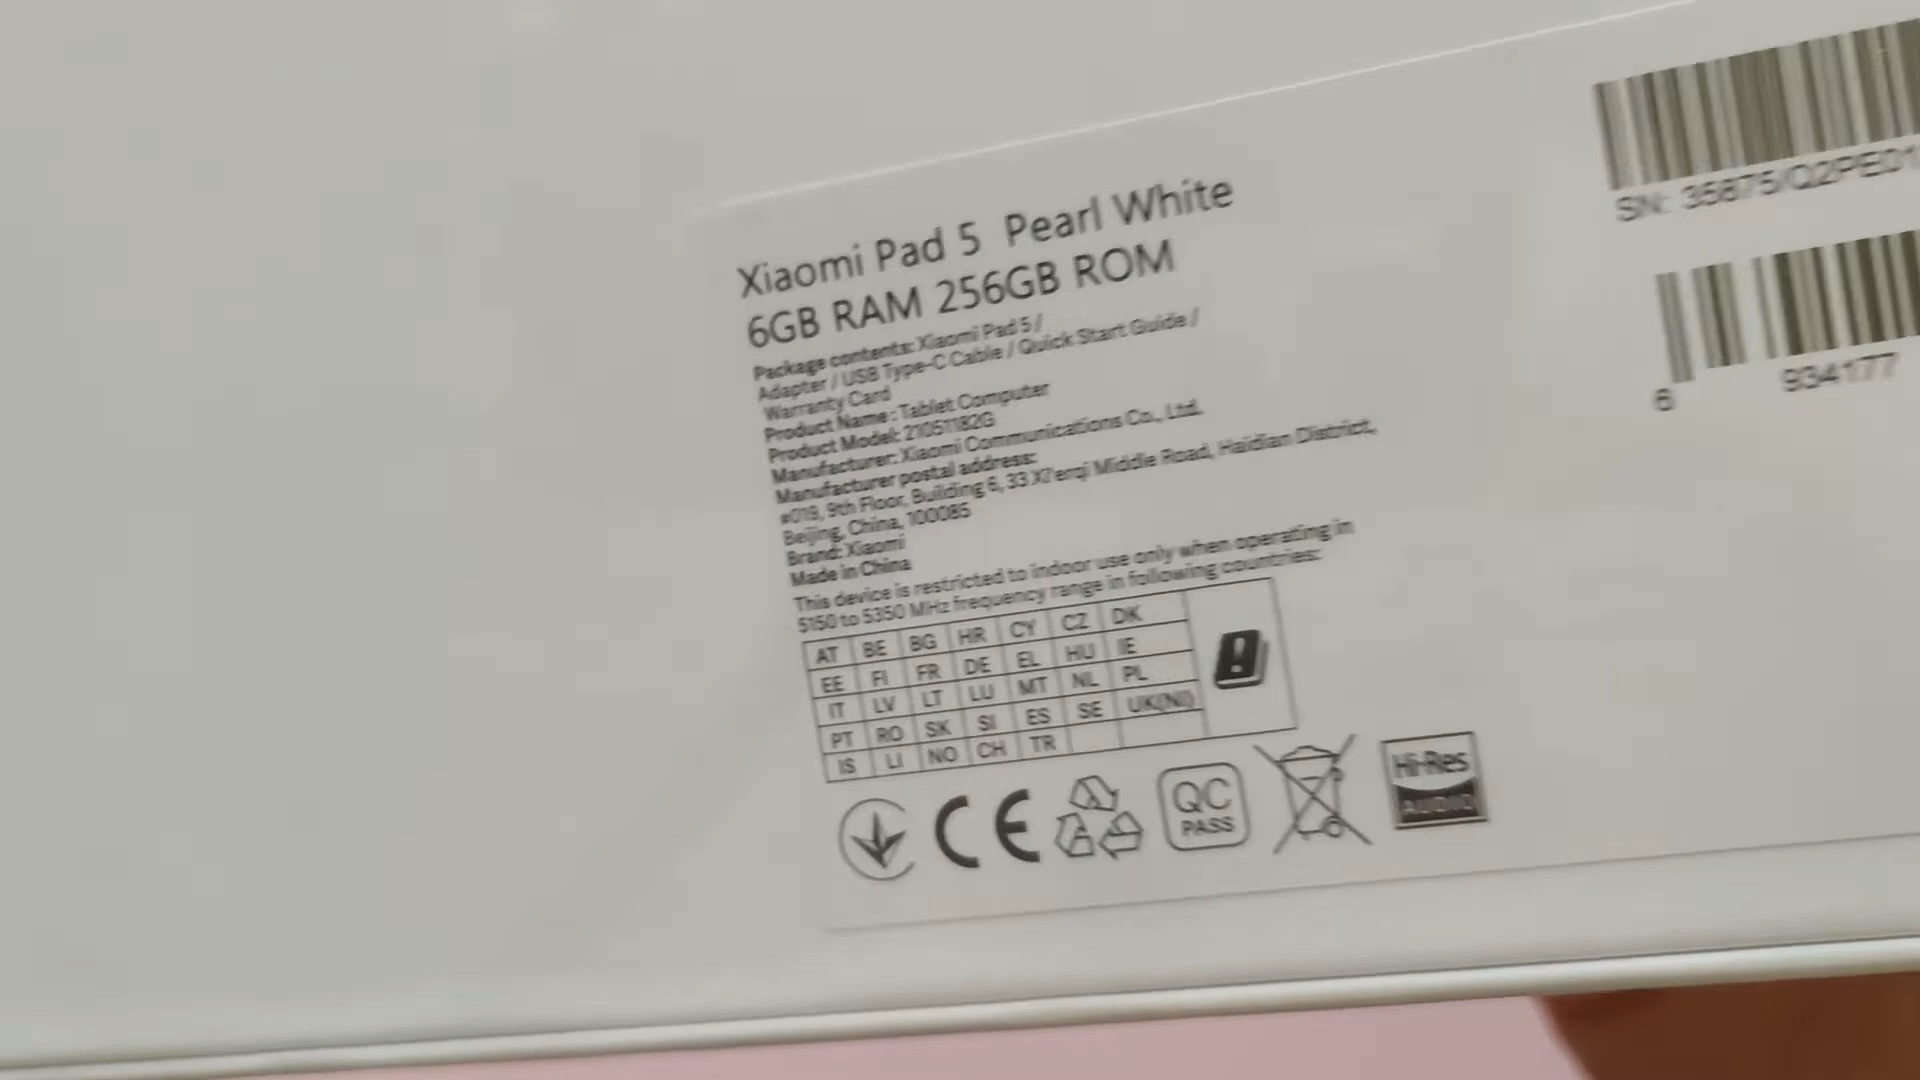 Xiaomi Pad 5 Pearl White
6GB RAM 256GB ROM
Package contents: Xiaomi Pad 5 /
Adapter / USB Type-C Cable / Quick Start Guide /
Warranty Card
Product Name : Tablet Computer
Product Model: 21051182G
Manufacturer: Xiaomi Communications Co., Ltd.
Manufacturer postal address:
#019, 9th Floor, Building 6, 33 Xi'erqi Middle Road, Haidian District,
Beijing, China, 100085
Brand: Xiaomi
Made in China
This device is restricted to indoor use only when operating in
5150 to 5350 MHz frequency range in following countries:
AT BE BG HR CY CZ DK
EE FI FR DE EL HU IE
IT LV LT LU MT NL PL
PT RO SK SI ES SE UK(NI)
IS LI NO CH TR
CE
QC
PASS
Hi-Res
AUDIO
SN: 35875/Q2PE01
6 934177